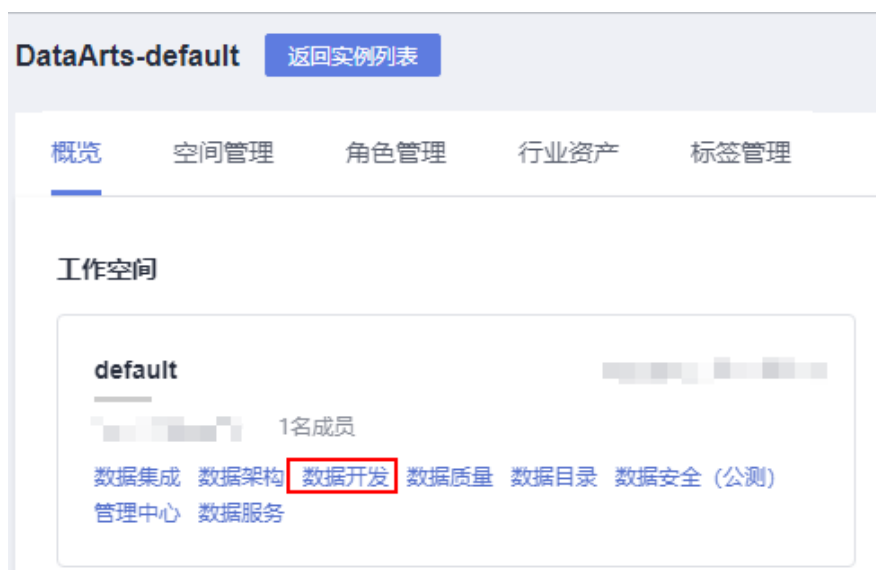 DataArts-default 返回实例列表
概览 空间管理 角色管理 行业资产 标签管理
工作空间
default
1名成员
数据集成 数据架构 数据开发 数据质量 数据目录 数据安全 (公测)
管理中心 数据服务